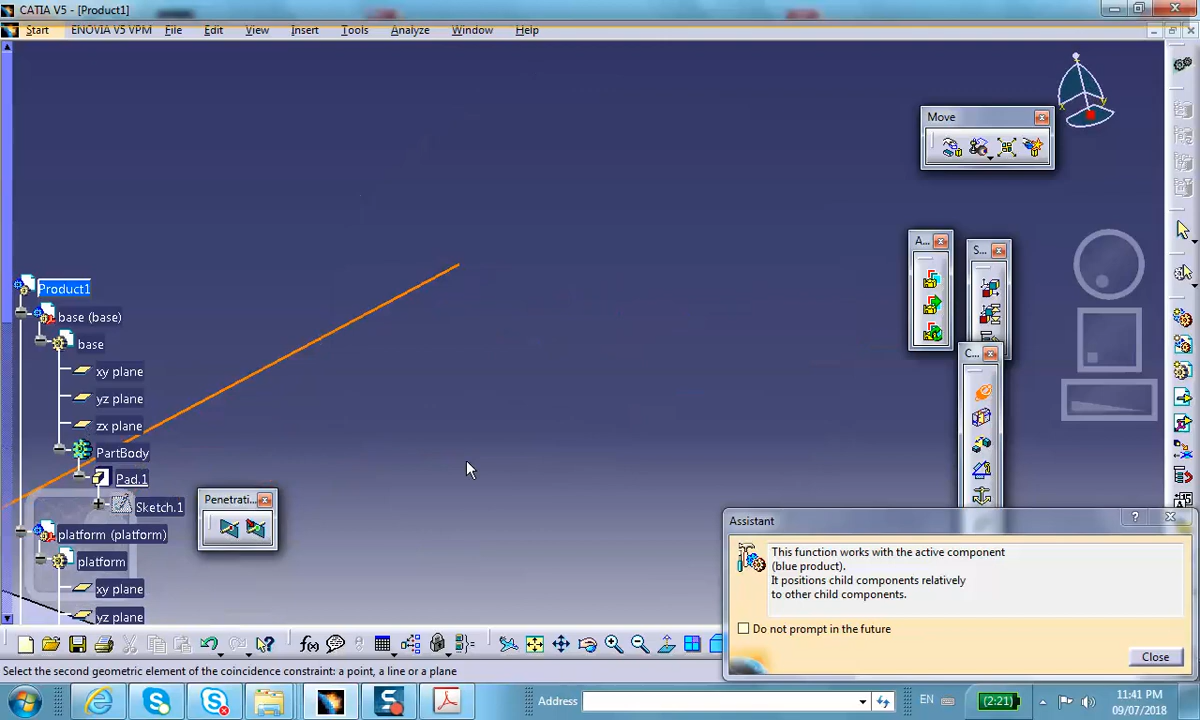 CATIA V5 - [Product1]
Start ENOVIA V5 VPM File Edit View Insert Tools Analyze Window Help
Move
A...
S...
C...
Product1
base (base)
base
xy plane
yz plane
zx plane
PartBody
Pad.1
Sketch.1
platform (platform)
platform
xy plane
yz plane
Penetrati...
Assistant
This function works with the active component
(blue product).
It positions child components relatively
to other child components.
Do not prompt in the future
Close
Select the second geometric element of the coincidence constraint: a point, a line or a plane
Address
EN
(2:21)
11:41 PM
09/07/2018